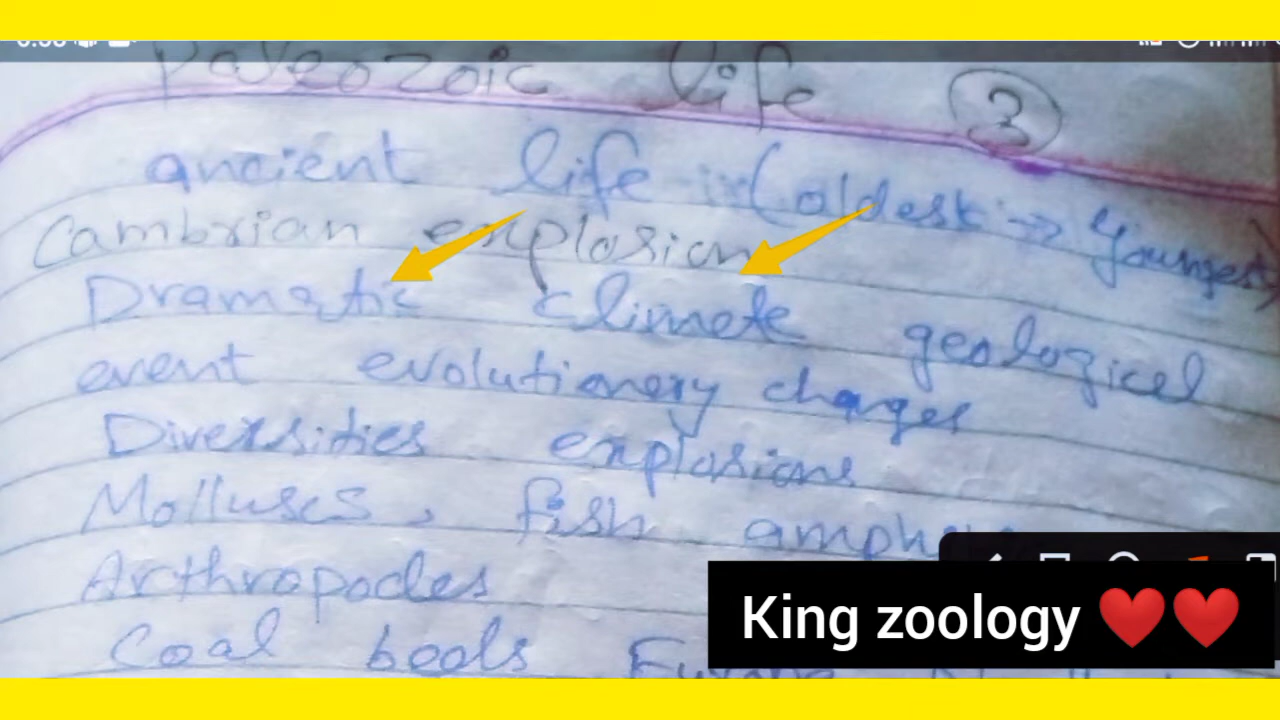 Paleozoic life 3
ancient life (oldest -> Youngest)
Cambrian explosion
Dramatic climate geological
event evolutionary changes
Diversities explosions
Molluscs, fish
Arthropodes
Coal beds
King zoology ❤️❤️